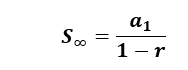 S∞ = a₁ / (1 − r)